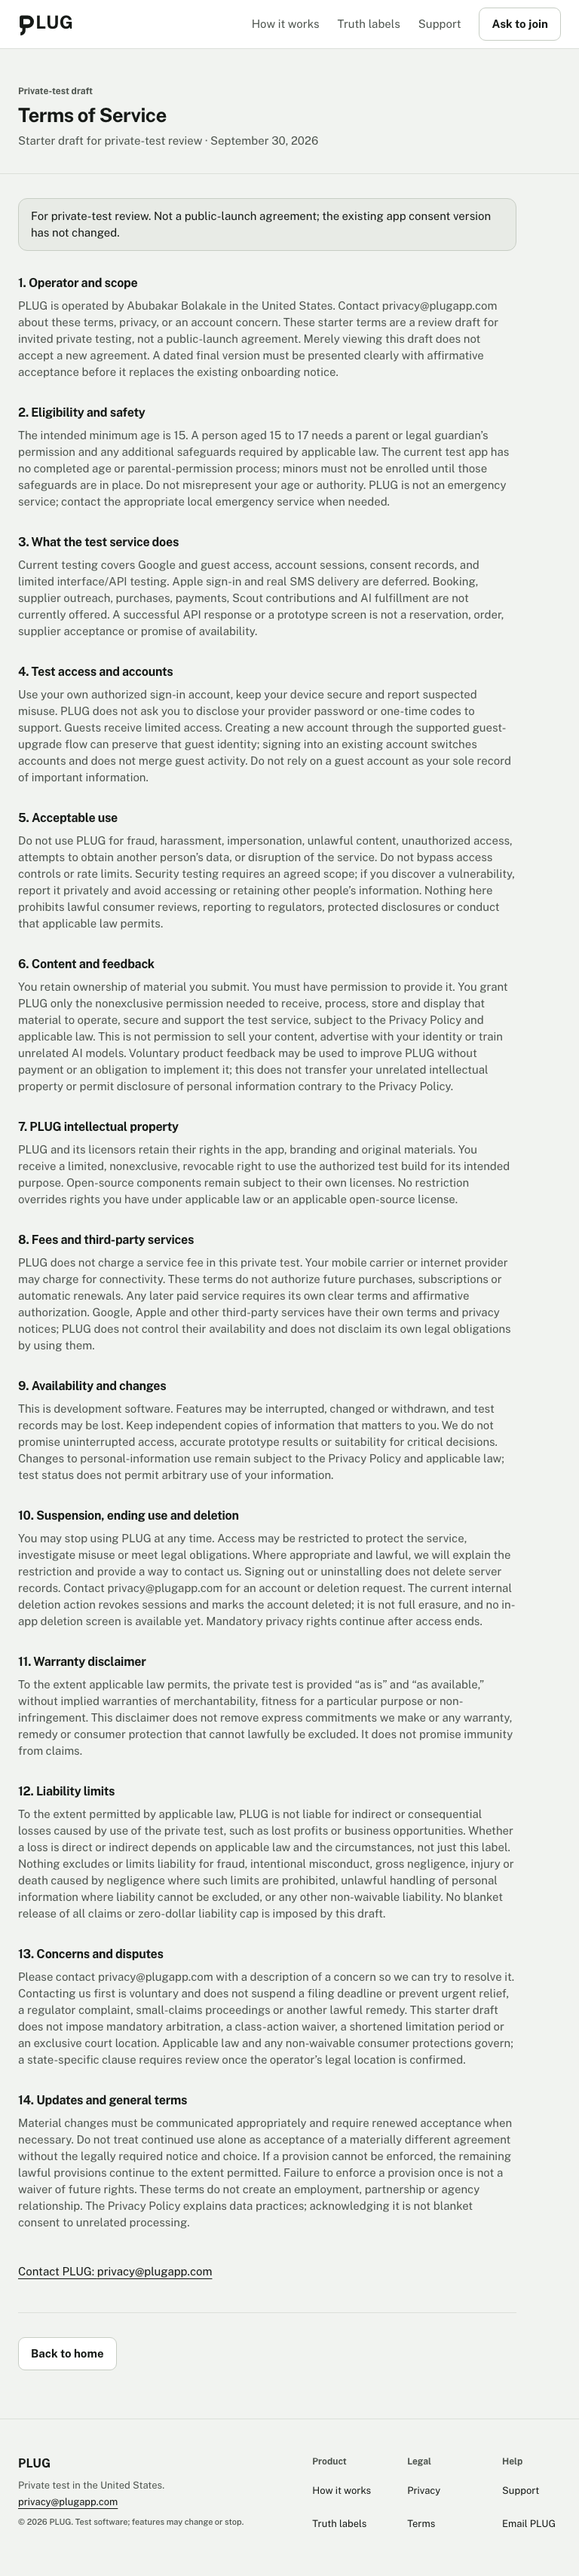 PLUG
How it works
Truth labels
Support
Ask to join
Private-test draft
Terms of Service
Starter draft for private-test review · September 30, 2026
For private-test review. Not a public-launch agreement; the existing app consent version
has not changed.
1. Operator and scope
PLUG is operated by Abubakar Bolakale in the United States. Contact privacy@plugapp.com
about these terms, privacy, or an account concern. These starter terms are a review draft for
invited private testing, not a public-launch agreement. Merely viewing this draft does not
accept a new agreement. A dated final version must be presented clearly with affirmative
acceptance before it replaces the existing onboarding notice.
2. Eligibility and safety
The intended minimum age is 15. A person aged 15 to 17 needs a parent or legal guardian’s
permission and any additional safeguards required by applicable law. The current test app has
no completed age or parental-permission process; minors must not be enrolled until those
safeguards are in place. Do not misrepresent your age or authority. PLUG is not an emergency
service; contact the appropriate local emergency service when needed.
3. What the test service does
Current testing covers Google and guest access, account sessions, consent records, and
limited interface/API testing. Apple sign-in and real SMS delivery are deferred. Booking,
supplier outreach, purchases, payments, Scout contributions and AI fulfillment are not
currently offered. A successful API response or a prototype screen is not a reservation, order,
supplier acceptance or promise of availability.
4. Test access and accounts
Use your own authorized sign-in account, keep your device secure and report suspected
misuse. PLUG does not ask you to disclose your provider password or one-time codes to
support. Guests receive limited access. Creating a new account through the supported guest-
upgrade flow can preserve that guest identity; signing into an existing account switches
accounts and does not merge guest activity. Do not rely on a guest account as your sole record
of important information.
5. Acceptable use
Do not use PLUG for fraud, harassment, impersonation, unlawful content, unauthorized access,
attempts to obtain another person’s data, or disruption of the service. Do not bypass access
controls or rate limits. Security testing requires an agreed scope; if you discover a vulnerability,
report it privately and avoid accessing or retaining other people’s information. Nothing here
prohibits lawful consumer reviews, reporting to regulators, protected disclosures or conduct
that applicable law permits.
6. Content and feedback
You retain ownership of material you submit. You must have permission to provide it. You grant
PLUG only the nonexclusive permission needed to receive, process, store and display that
material to operate, secure and support the test service, subject to the Privacy Policy and
applicable law. This is not permission to sell your content, advertise with your identity or train
unrelated AI models. Voluntary product feedback may be used to improve PLUG without
payment or an obligation to implement it; this does not transfer your unrelated intellectual
property or permit disclosure of personal information contrary to the Privacy Policy.
7. PLUG intellectual property
PLUG and its licensors retain their rights in the app, branding and original materials. You
receive a limited, nonexclusive, revocable right to use the authorized test build for its intended
purpose. Open-source components remain subject to their own licenses. No restriction
overrides rights you have under applicable law or an applicable open-source license.
8. Fees and third-party services
PLUG does not charge a service fee in this private test. Your mobile carrier or internet provider
may charge for connectivity. These terms do not authorize future purchases, subscriptions or
automatic renewals. Any later paid service requires its own clear terms and affirmative
authorization. Google, Apple and other third-party services have their own terms and privacy
notices; PLUG does not control their availability and does not disclaim its own legal obligations
by using them.
9. Availability and changes
This is development software. Features may be interrupted, changed or withdrawn, and test
records may be lost. Keep independent copies of information that matters to you. We do not
promise uninterrupted access, accurate prototype results or suitability for critical decisions.
Changes to personal-information use remain subject to the Privacy Policy and applicable law;
test status does not permit arbitrary use of your information.
10. Suspension, ending use and deletion
You may stop using PLUG at any time. Access may be restricted to protect the service,
investigate misuse or meet legal obligations. Where appropriate and lawful, we will explain the
restriction and provide a way to contact us. Signing out or uninstalling does not delete server
records. Contact privacy@plugapp.com for an account or deletion request. The current internal
deletion action revokes sessions and marks the account deleted; it is not full erasure, and no in-
app deletion screen is available yet. Mandatory privacy rights continue after access ends.
11. Warranty disclaimer
To the extent applicable law permits, the private test is provided “as is” and “as available,”
without implied warranties of merchantability, fitness for a particular purpose or non-
infringement. This disclaimer does not remove express commitments we make or any warranty,
remedy or consumer protection that cannot lawfully be excluded. It does not promise immunity
from claims.
12. Liability limits
To the extent permitted by applicable law, PLUG is not liable for indirect or consequential
losses caused by use of the private test, such as lost profits or business opportunities. Whether
a loss is direct or indirect depends on applicable law and the circumstances, not just this label.
Nothing excludes or limits liability for fraud, intentional misconduct, gross negligence, injury or
death caused by negligence where such limits are prohibited, unlawful handling of personal
information where liability cannot be excluded, or any other non-waivable liability. No blanket
release of all claims or zero-dollar liability cap is imposed by this draft.
13. Concerns and disputes
Please contact privacy@plugapp.com with a description of a concern so we can try to resolve it.
Contacting us first is voluntary and does not suspend a filing deadline or prevent urgent relief,
a regulator complaint, small-claims proceedings or another lawful remedy. This starter draft
does not impose mandatory arbitration, a class-action waiver, a shortened limitation period or
an exclusive court location. Applicable law and any non-waivable consumer protections govern;
a state-specific clause requires review once the operator’s legal location is confirmed.
14. Updates and general terms
Material changes must be communicated appropriately and require renewed acceptance when
necessary. Do not treat continued use alone as acceptance of a materially different agreement
without the legally required notice and choice. If a provision cannot be enforced, the remaining
lawful provisions continue to the extent permitted. Failure to enforce a provision once is not a
waiver of future rights. These terms do not create an employment, partnership or agency
relationship. The Privacy Policy explains data practices; acknowledging it is not blanket
consent to unrelated processing.
Contact PLUG: privacy@plugapp.com
Back to home
PLUG
Private test in the United States.
privacy@plugapp.com
© 2026 PLUG. Test software; features may change or stop.
Product
How it works
Truth labels
Legal
Privacy
Terms
Help
Support
Email PLUG